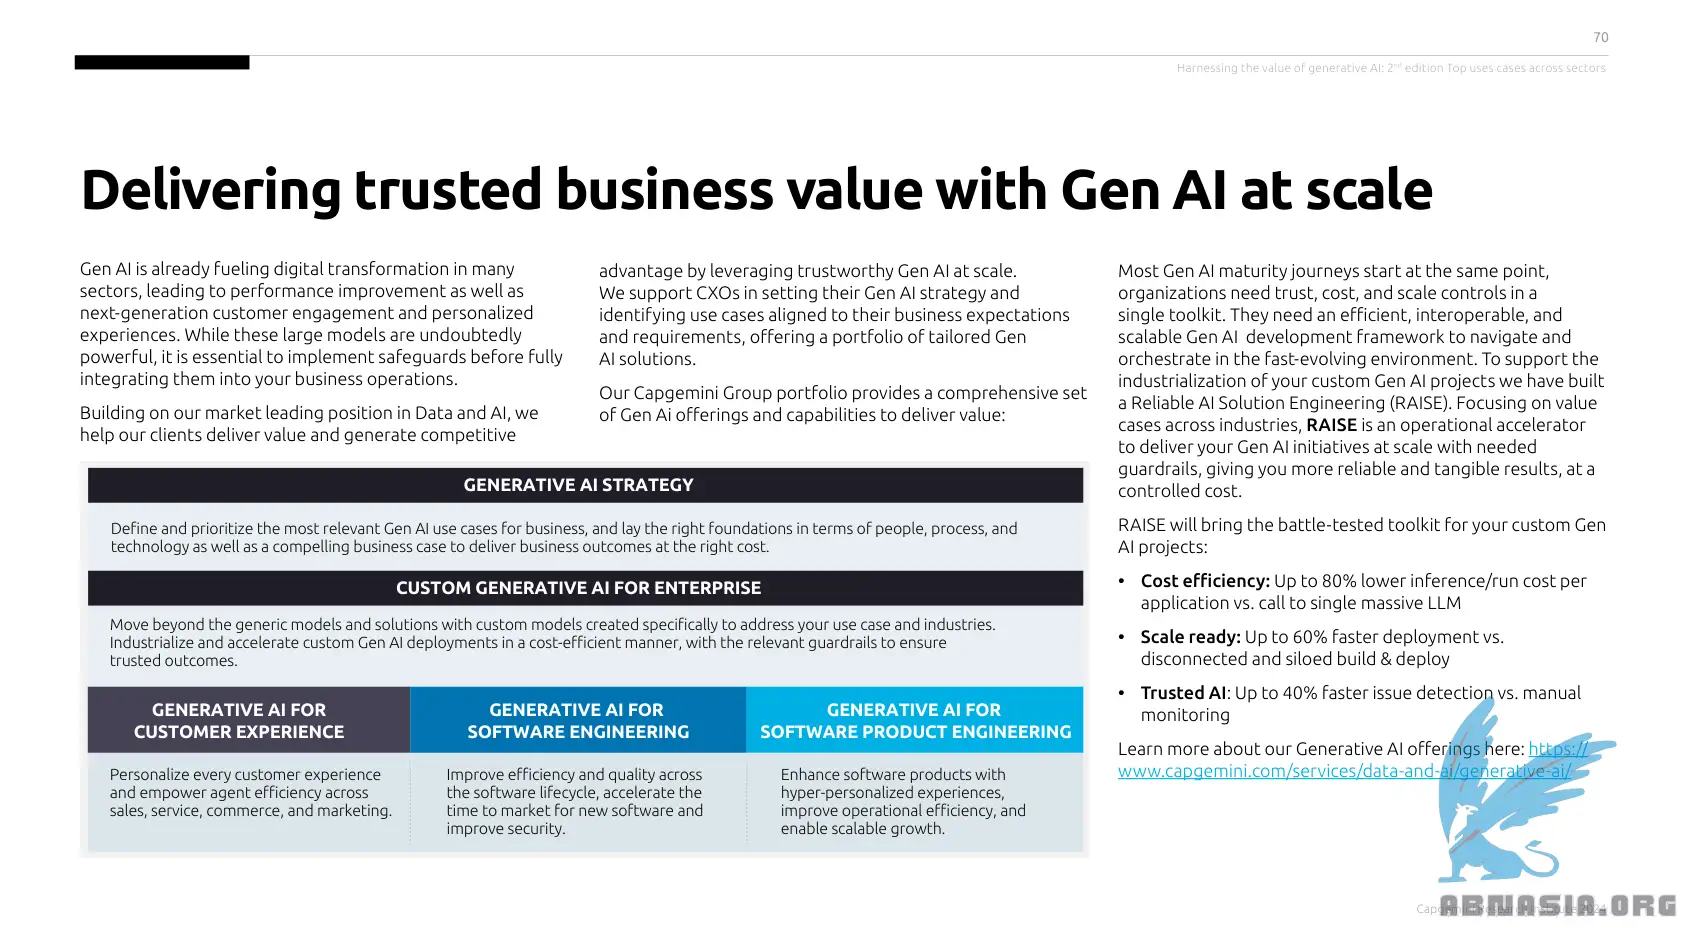 70
Harnessing the value of generative AI: 2nd edition Top uses cases across sectors
Delivering trusted business value with Gen AI at scale
Gen AI is already fueling digital transformation in many
sectors, leading to performance improvement as well as
next-generation customer engagement and personalized
experiences. While these large models are undoubtedly
powerful, it is essential to implement safeguards before fully
integrating them into your business operations.
Building on our market leading position in Data and AI, we
help our clients deliver value and generate competitive
advantage by leveraging trustworthy Gen AI at scale.
We support CXOs in setting their Gen AI strategy and
identifying use cases aligned to their business expectations
and requirements, offering a portfolio of tailored Gen
AI solutions.
Our Capgemini Group portfolio provides a comprehensive set
of Gen Ai offerings and capabilities to deliver value:
GENERATIVE AI STRATEGY
Define and prioritize the most relevant Gen AI use cases for business, and lay the right foundations in terms of people, process, and
technology as well as a compelling business case to deliver business outcomes at the right cost.
CUSTOM GENERATIVE AI FOR ENTERPRISE
Move beyond the generic models and solutions with custom models created specifically to address your use case and industries.
Industrialize and accelerate custom Gen AI deployments in a cost-efficient manner, with the relevant guardrails to ensure
trusted outcomes.
GENERATIVE AI FOR
CUSTOMER EXPERIENCE
Personalize every customer experience
and empower agent efficiency across
sales, service, commerce, and marketing.
GENERATIVE AI FOR
SOFTWARE ENGINEERING
Improve efficiency and quality across
the software lifecycle, accelerate the
time to market for new software and
improve security.
GENERATIVE AI FOR
SOFTWARE PRODUCT ENGINEERING
Enhance software products with
hyper-personalized experiences,
improve operational efficiency, and
enable scalable growth.
Most Gen AI maturity journeys start at the same point,
organizations need trust, cost, and scale controls in a
single toolkit. They need an efficient, interoperable, and
scalable Gen AI development framework to navigate and
orchestrate in the fast-evolving environment. To support the
industrialization of your custom Gen AI projects we have built
a Reliable AI Solution Engineering (RAISE). Focusing on value
cases across industries, RAISE is an operational accelerator
to deliver your Gen AI initiatives at scale with needed
guardrails, giving you more reliable and tangible results, at a
controlled cost.
RAISE will bring the battle-tested toolkit for your custom Gen
AI projects:
• Cost efficiency: Up to 80% lower inference/run cost per
application vs. call to single massive LLM
• Scale ready: Up to 60% faster deployment vs.
disconnected and siloed build & deploy
• Trusted AI: Up to 40% faster issue detection vs. manual
monitoring
Learn more about our Generative AI offerings here: https://
www.capgemini.com/services/data-and-ai/generative-ai/
Capgemini Research Institute 2024
ABMASIA.ORG